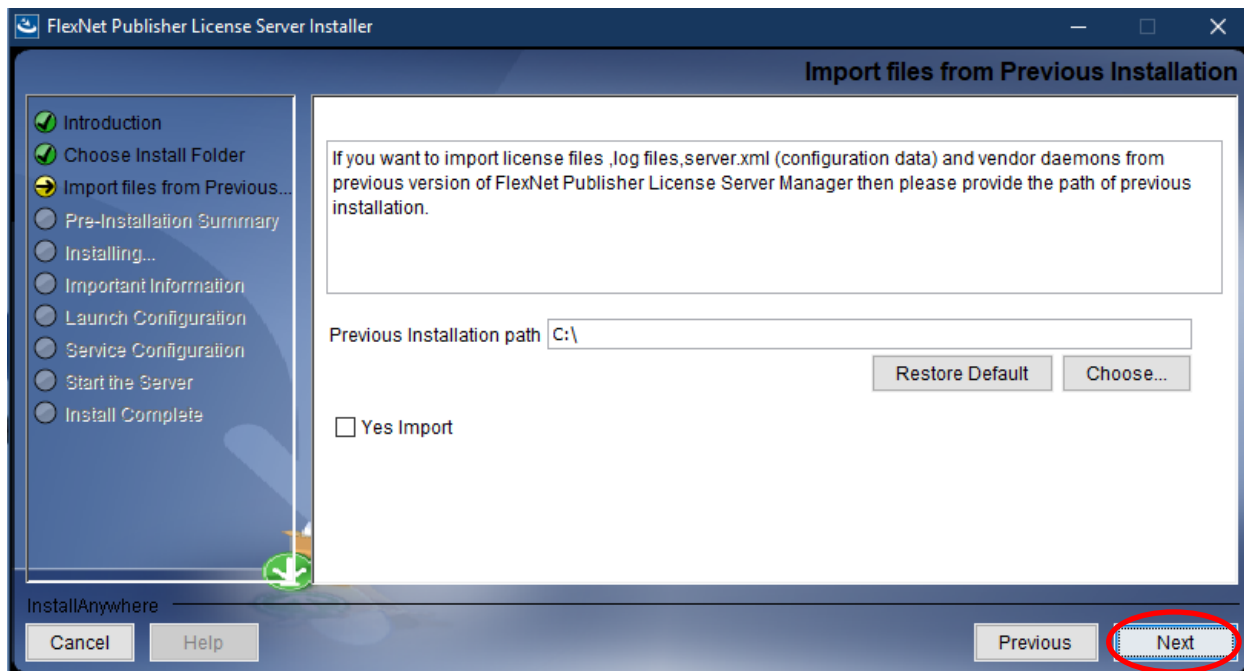 FlexNet Publisher License Server Installer
Import files from Previous Installation
Introduction
Choose Install Folder
Import files from Previous...
Pre-Installation Summary
Installing...
Important Information
Launch Configuration
Service Configuration
Start the Server
Install Complete
If you want to import license files ,log files,server.xml (configuration data) and vendor daemons from
previous version of FlexNet Publisher License Server Manager then please provide the path of previous
installation.
Previous Installation path C:\
Restore Default Choose...
Yes Import
InstallAnywhere
Cancel Help Previous Next